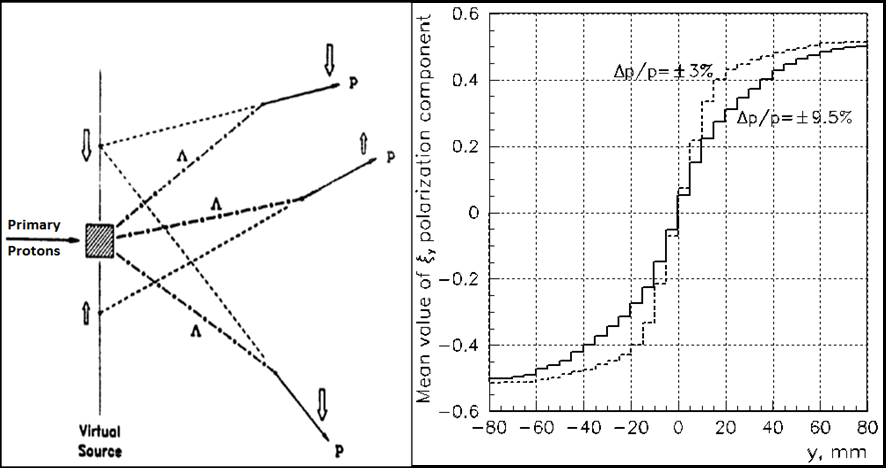 p
Λ
p
Λ
Primary
Protons
Λ
p
Virtual
Source
Mean value of ξy polarization component
0.6
0.4
0.2
0
−0.2
−0.4
−0.6
Δp/p=±3%
Δp/p=±9.5%
−80 −60 −40 −20 0 20 40 60 80
y, mm